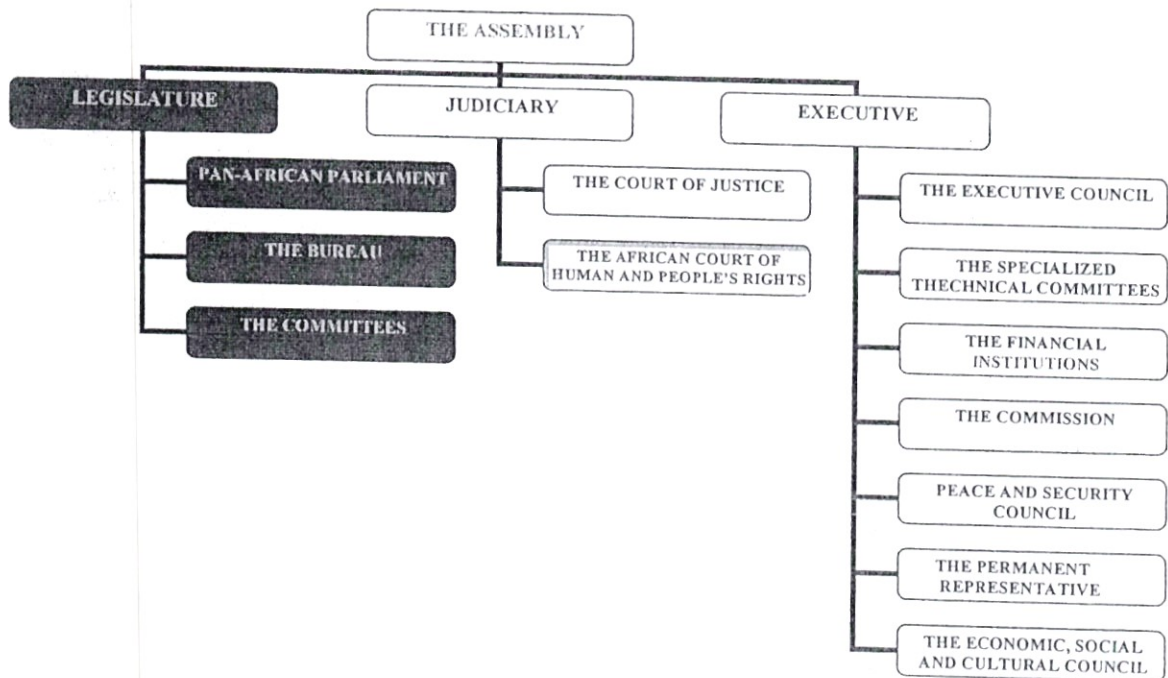 THE ASSEMBLY
LEGISLATURE
PAN-AFRICAN PARLIAMENT
THE BUREAU
THE COMMITTEES
JUDICIARY
THE COURT OF JUSTICE
THE AFRICAN COURT OF
HUMAN AND PEOPLE'S RIGHTS
EXECUTIVE
THE EXECUTIVE COUNCIL
THE SPECIALIZED
THECHNICAL COMMITTEES
THE FINANCIAL
INSTITUTIONS
THE COMMISSION
PEACE AND SECURITY
COUNCIL
THE PERMANENT
REPRESENTATIVE
THE ECONOMIC, SOCIAL
AND CULTURAL COUNCIL